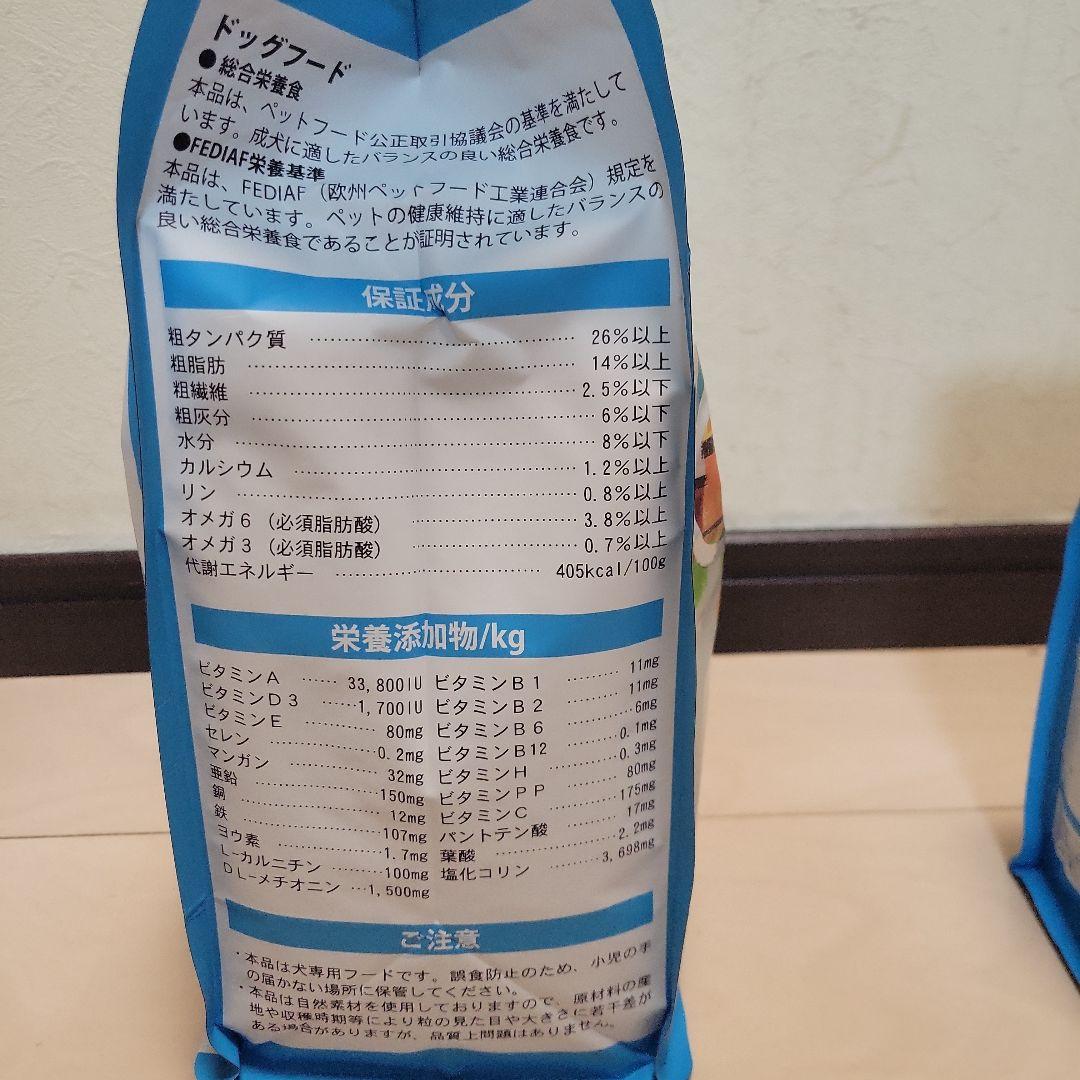 ドッグフード
●総合栄養食
本品は、ペットフード公正取引協議会の基準を満たして
います。成犬に適したバランスの良い総合栄養食です。
●FEDIAF栄養基準
本品は、FEDIAF（欧州ペットフード工業連合会）規定を
満たしています。ペットの健康維持に適したバランスの
良い総合栄養食であることが証明されています。
保証成分
粗タンパク質 ………… 26%以上
粗脂肪 ………… 14%以上
粗繊維 ………… 2.5%以下
粗灰分 ………… 6%以下
水分 ………… 8%以下
カルシウム ………… 1.2%以上
リン ………… 0.8%以上
オメガ6（必須脂肪酸） ………… 3.8%以上
オメガ3（必須脂肪酸） ………… 0.7%以上
代謝エネルギー ………… 405kcal/100g
栄養添加物/kg
ビタミンA …… 33,800IU
ビタミンD3 …… 1,700IU
ビタミンE …… 80mg
セレン …… 0.2mg
マンガン …… 32mg
亜鉛 …… 150mg
銅 …… 12mg
鉄 …… 107mg
ヨウ素 …… 1.7mg
L-カルニチン …… 100mg
DL-メチオニン … 1,500mg
ビタミンB1 …… 11mg
ビタミンB2 …… 11mg
ビタミンB6 …… 6mg
ビタミンB12 …… 0.1mg
ビタミンH …… 0.3mg
ビタミンPP …… 80mg
ビタミンC …… 175mg
パントテン酸 …… 17mg
葉酸 …… 2.2mg
塩化コリン …… 3,698mg
ご注意
・本品は犬専用フードです。誤食防止のため、小児の手
の届かない場所に保管してください。
・本品は自然素材を使用しておりますので、原材料の産
地や収穫時期等により粒の見た目や大きさに若干差が
ある場合がありますが、品質上問題はありません。